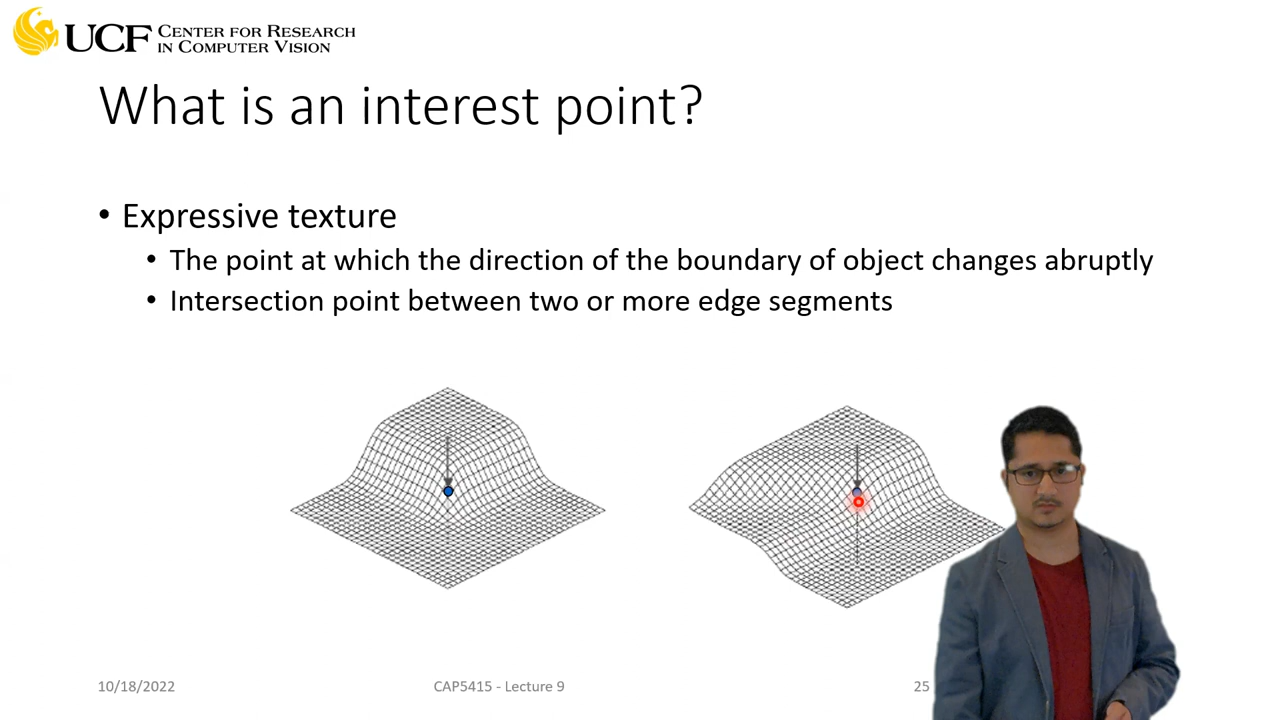 UCF CENTER FOR RESEARCH
IN COMPUTER VISION
What is an interest point?
• Expressive texture
• The point at which the direction of the boundary of object changes abruptly
• Intersection point between two or more edge segments
10/18/2022
CAP5415 - Lecture 9
25